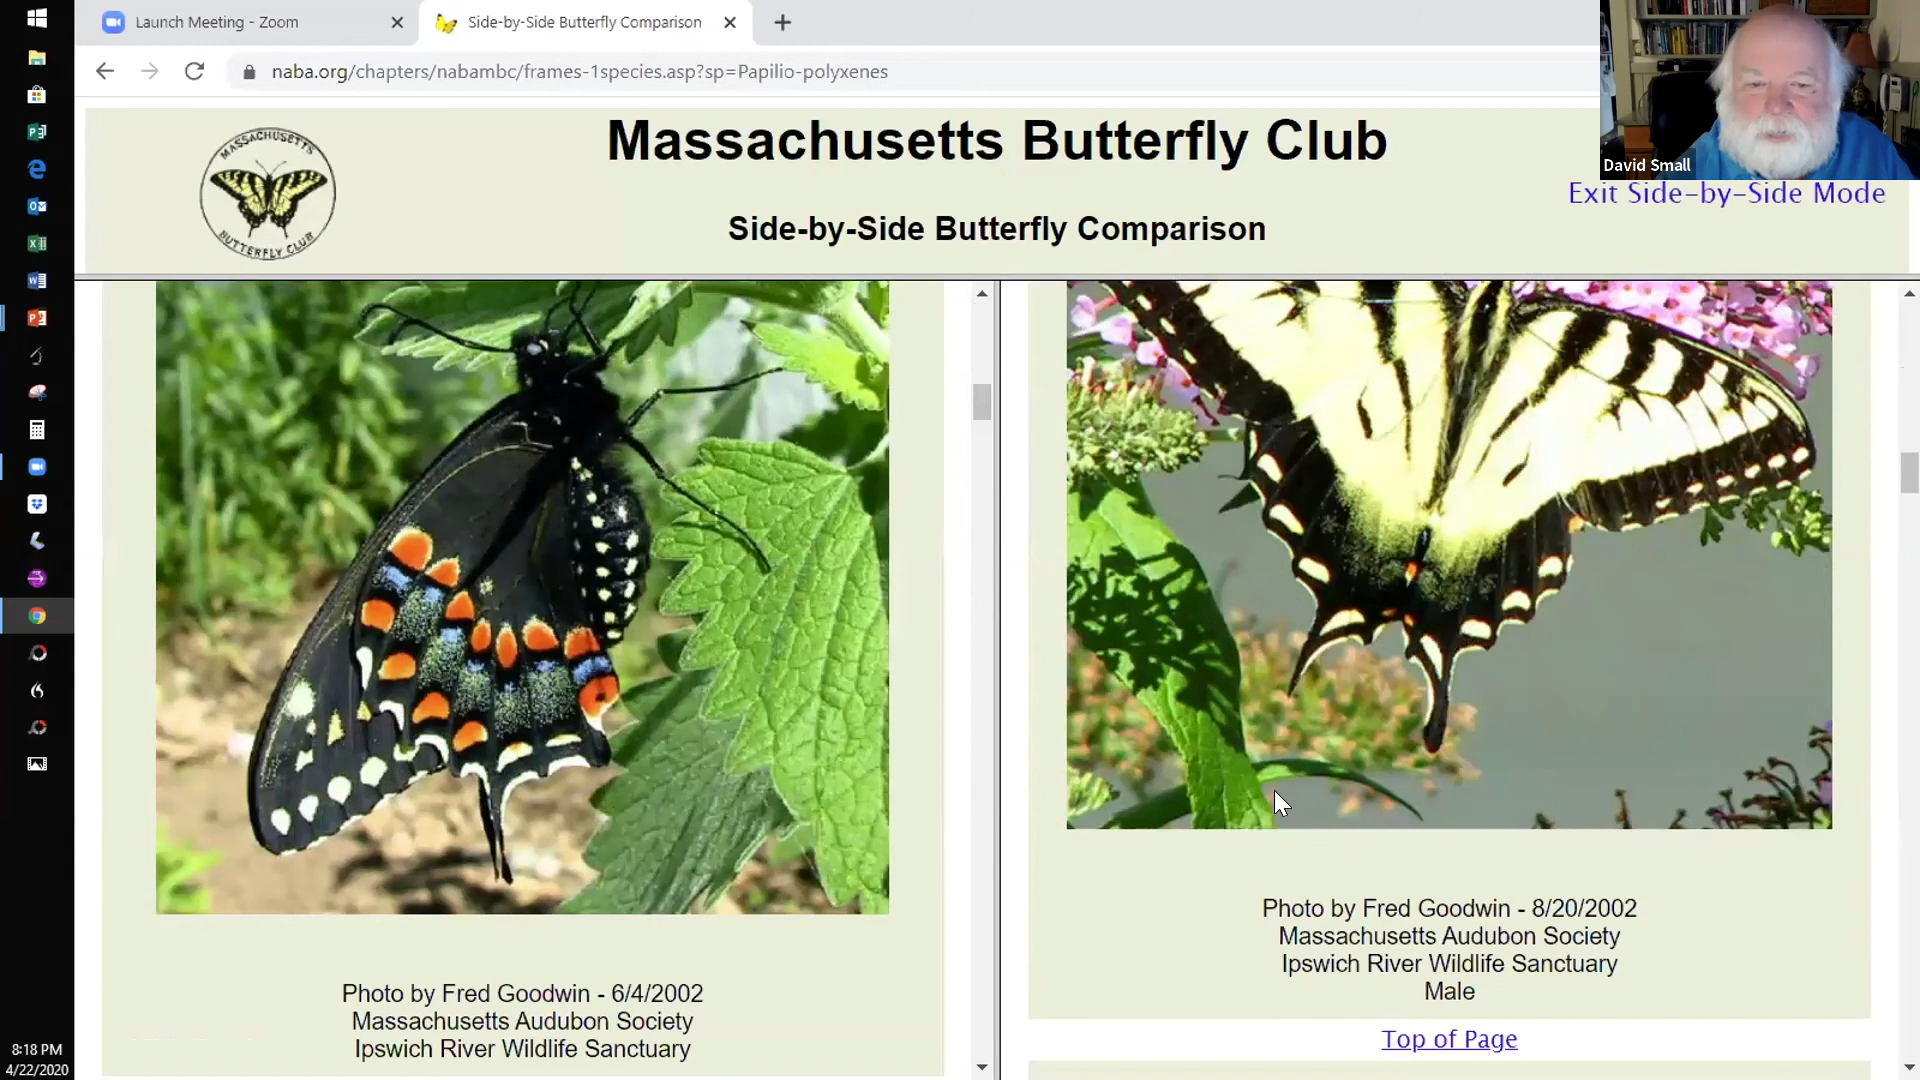 Launch Meeting - Zoom
Side-by-Side Butterfly Comparison
naba.org/chapters/nabambc/frames-1species.asp?sp=Papilio-polyxenes
MASSACHUSETTS
BUTTERFLY CLUB
Massachusetts Butterfly Club
Side-by-Side Butterfly Comparison
David Small
Exit Side-by-Side Mode
Photo by Fred Goodwin - 6/4/2002
Massachusetts Audubon Society
Ipswich River Wildlife Sanctuary
Photo by Fred Goodwin - 8/20/2002
Massachusetts Audubon Society
Ipswich River Wildlife Sanctuary
Male
Top of Page
8:18 PM
4/22/2020